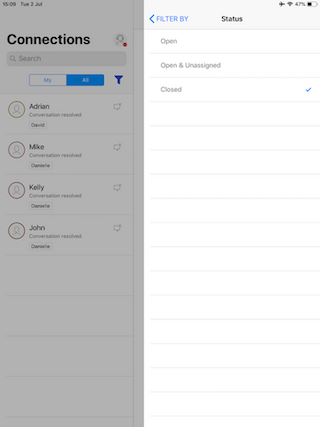 15:09 Tue 2 Jul
47%
Connections
Search
My All
Adrian
Conversation resolved
David
Mike
Conversation resolved
Danielle
Kelly
Conversation resolved
Danielle
John
Conversation resolved
Danielle
FILTER BY Status
Open
Open & Unassigned
Closed